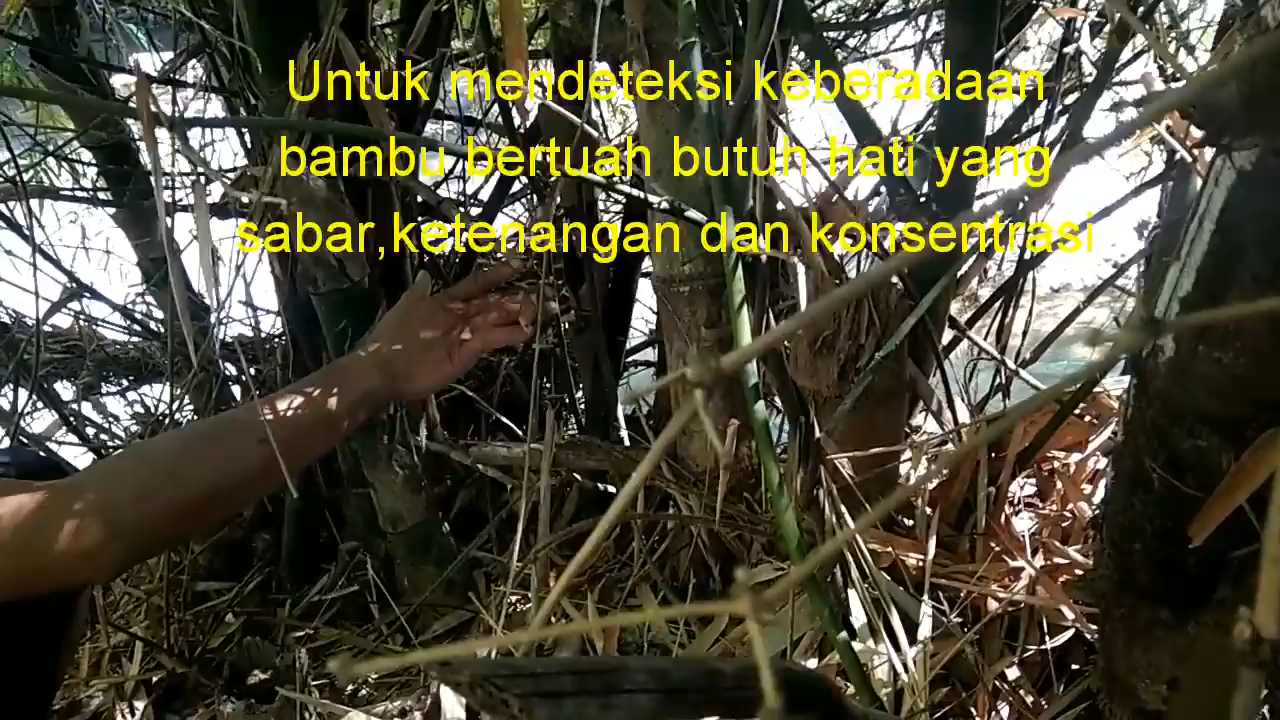 Untuk mendeteksi keberadaan
bambu bertuah butuh hati yang
sabar,ketenangan dan konsentrasi